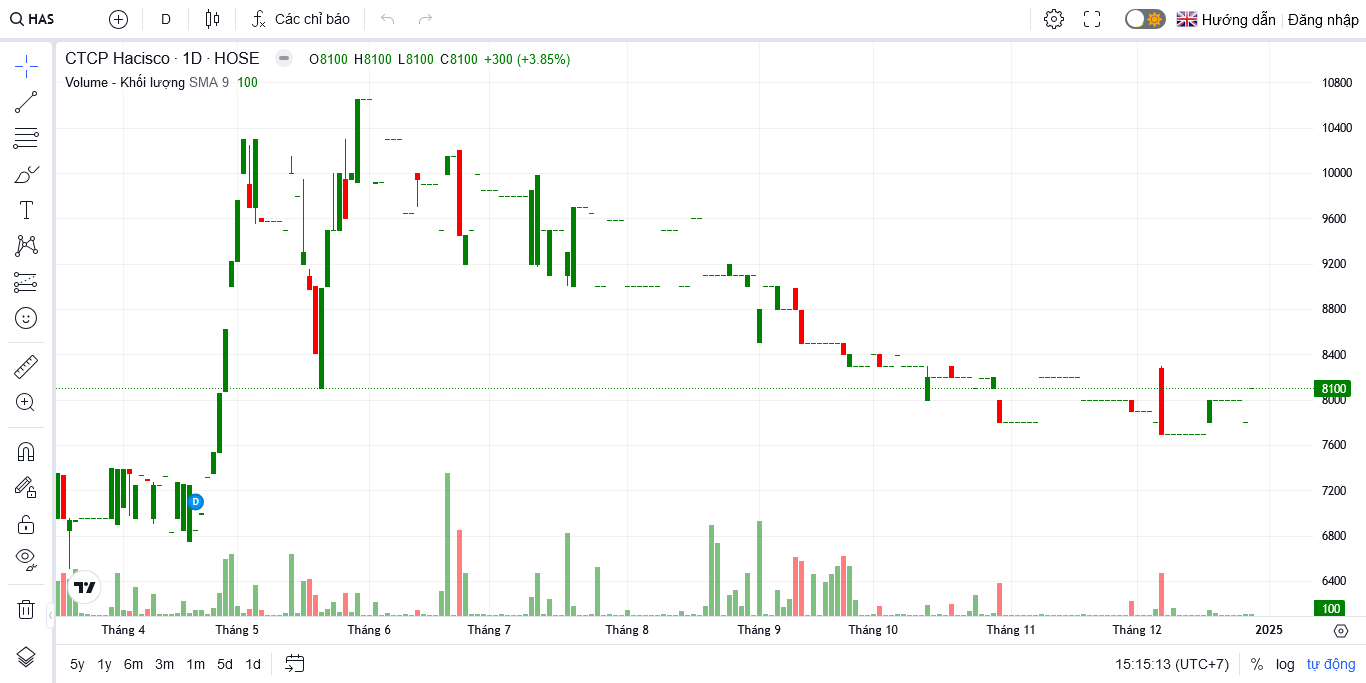 HAS D Các chỉ báo Hướng dẫn Đăng nhập
CTCP Hacisco · 1D · HOSE O8100 H8100 L8100 C8100 +300 (+3.85%)
Volume - Khối lượng SMA 9 100
10800
10400
10000
9600
9200
8800
8400
8100
8000
7600
7200
D
6800
6400
100
Tháng 4 Tháng 5 Tháng 6 Tháng 7 Tháng 8 Tháng 9 Tháng 10 Tháng 11 Tháng 12 2025
5y 1y 6m 3m 1m 5d 1d 15:15:13 (UTC+7) % log tự động